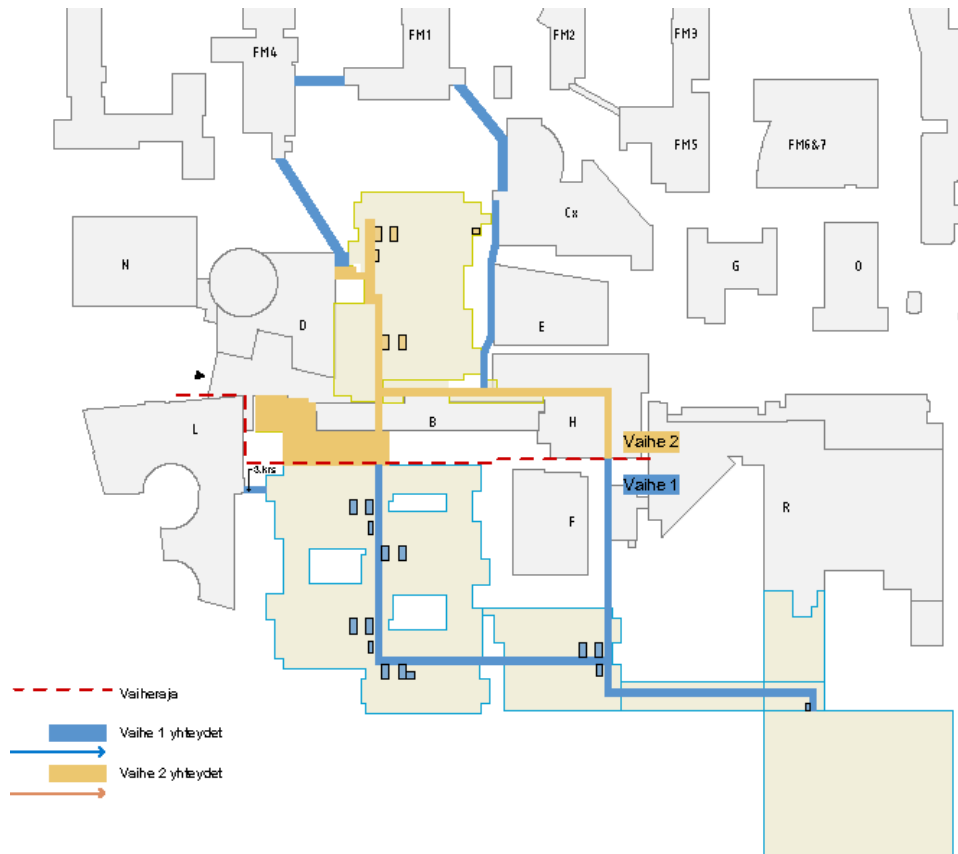 FM1
FM2
FM3
FM4
FM5
FM6&7
Cx
N
G
O
D
E
L
B
H
Vaihe 2
3.krs
Vaihe 1
F
R
Vaiheraja
Vaihe 1 yhteydet
Vaihe 2 yhteydet